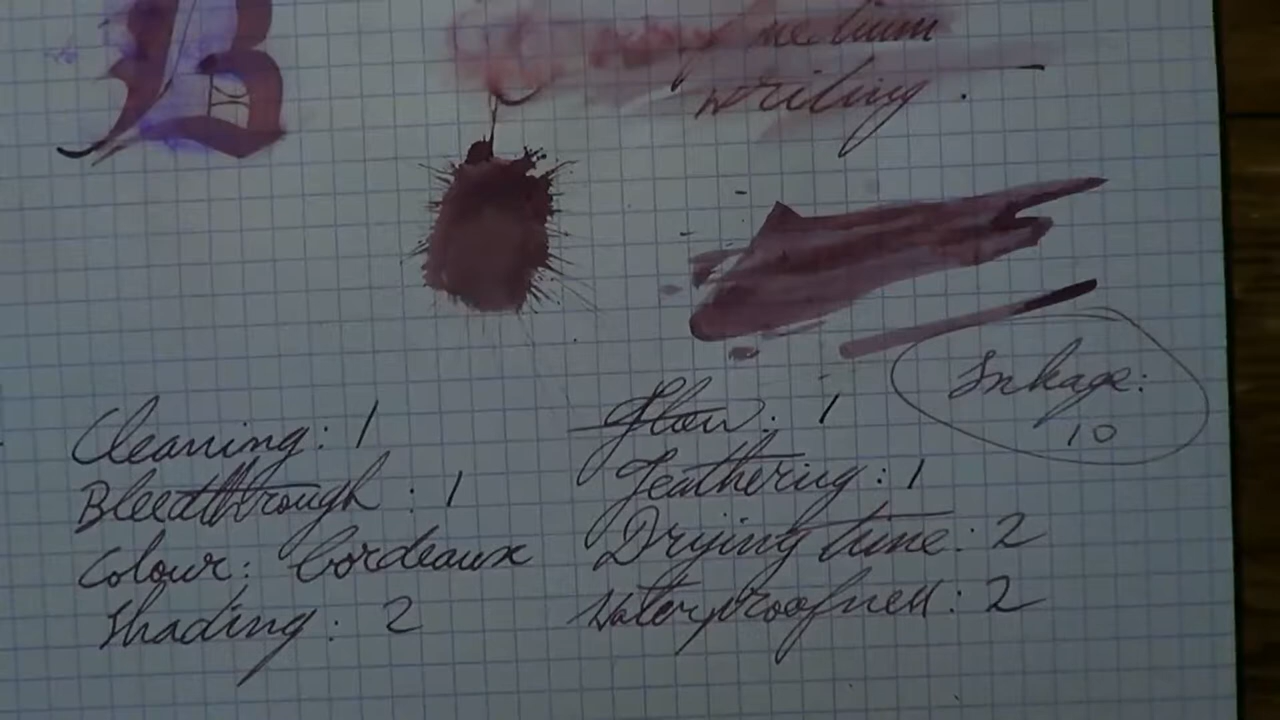 B
medium
writing.
Inkage:
10
Cleaning: 1
Bleedthrough: 1
Colour: bordeaux
Shading: 2
Flow: 1
Feathering: 1
Drying time: 2
Waterproofness: 2